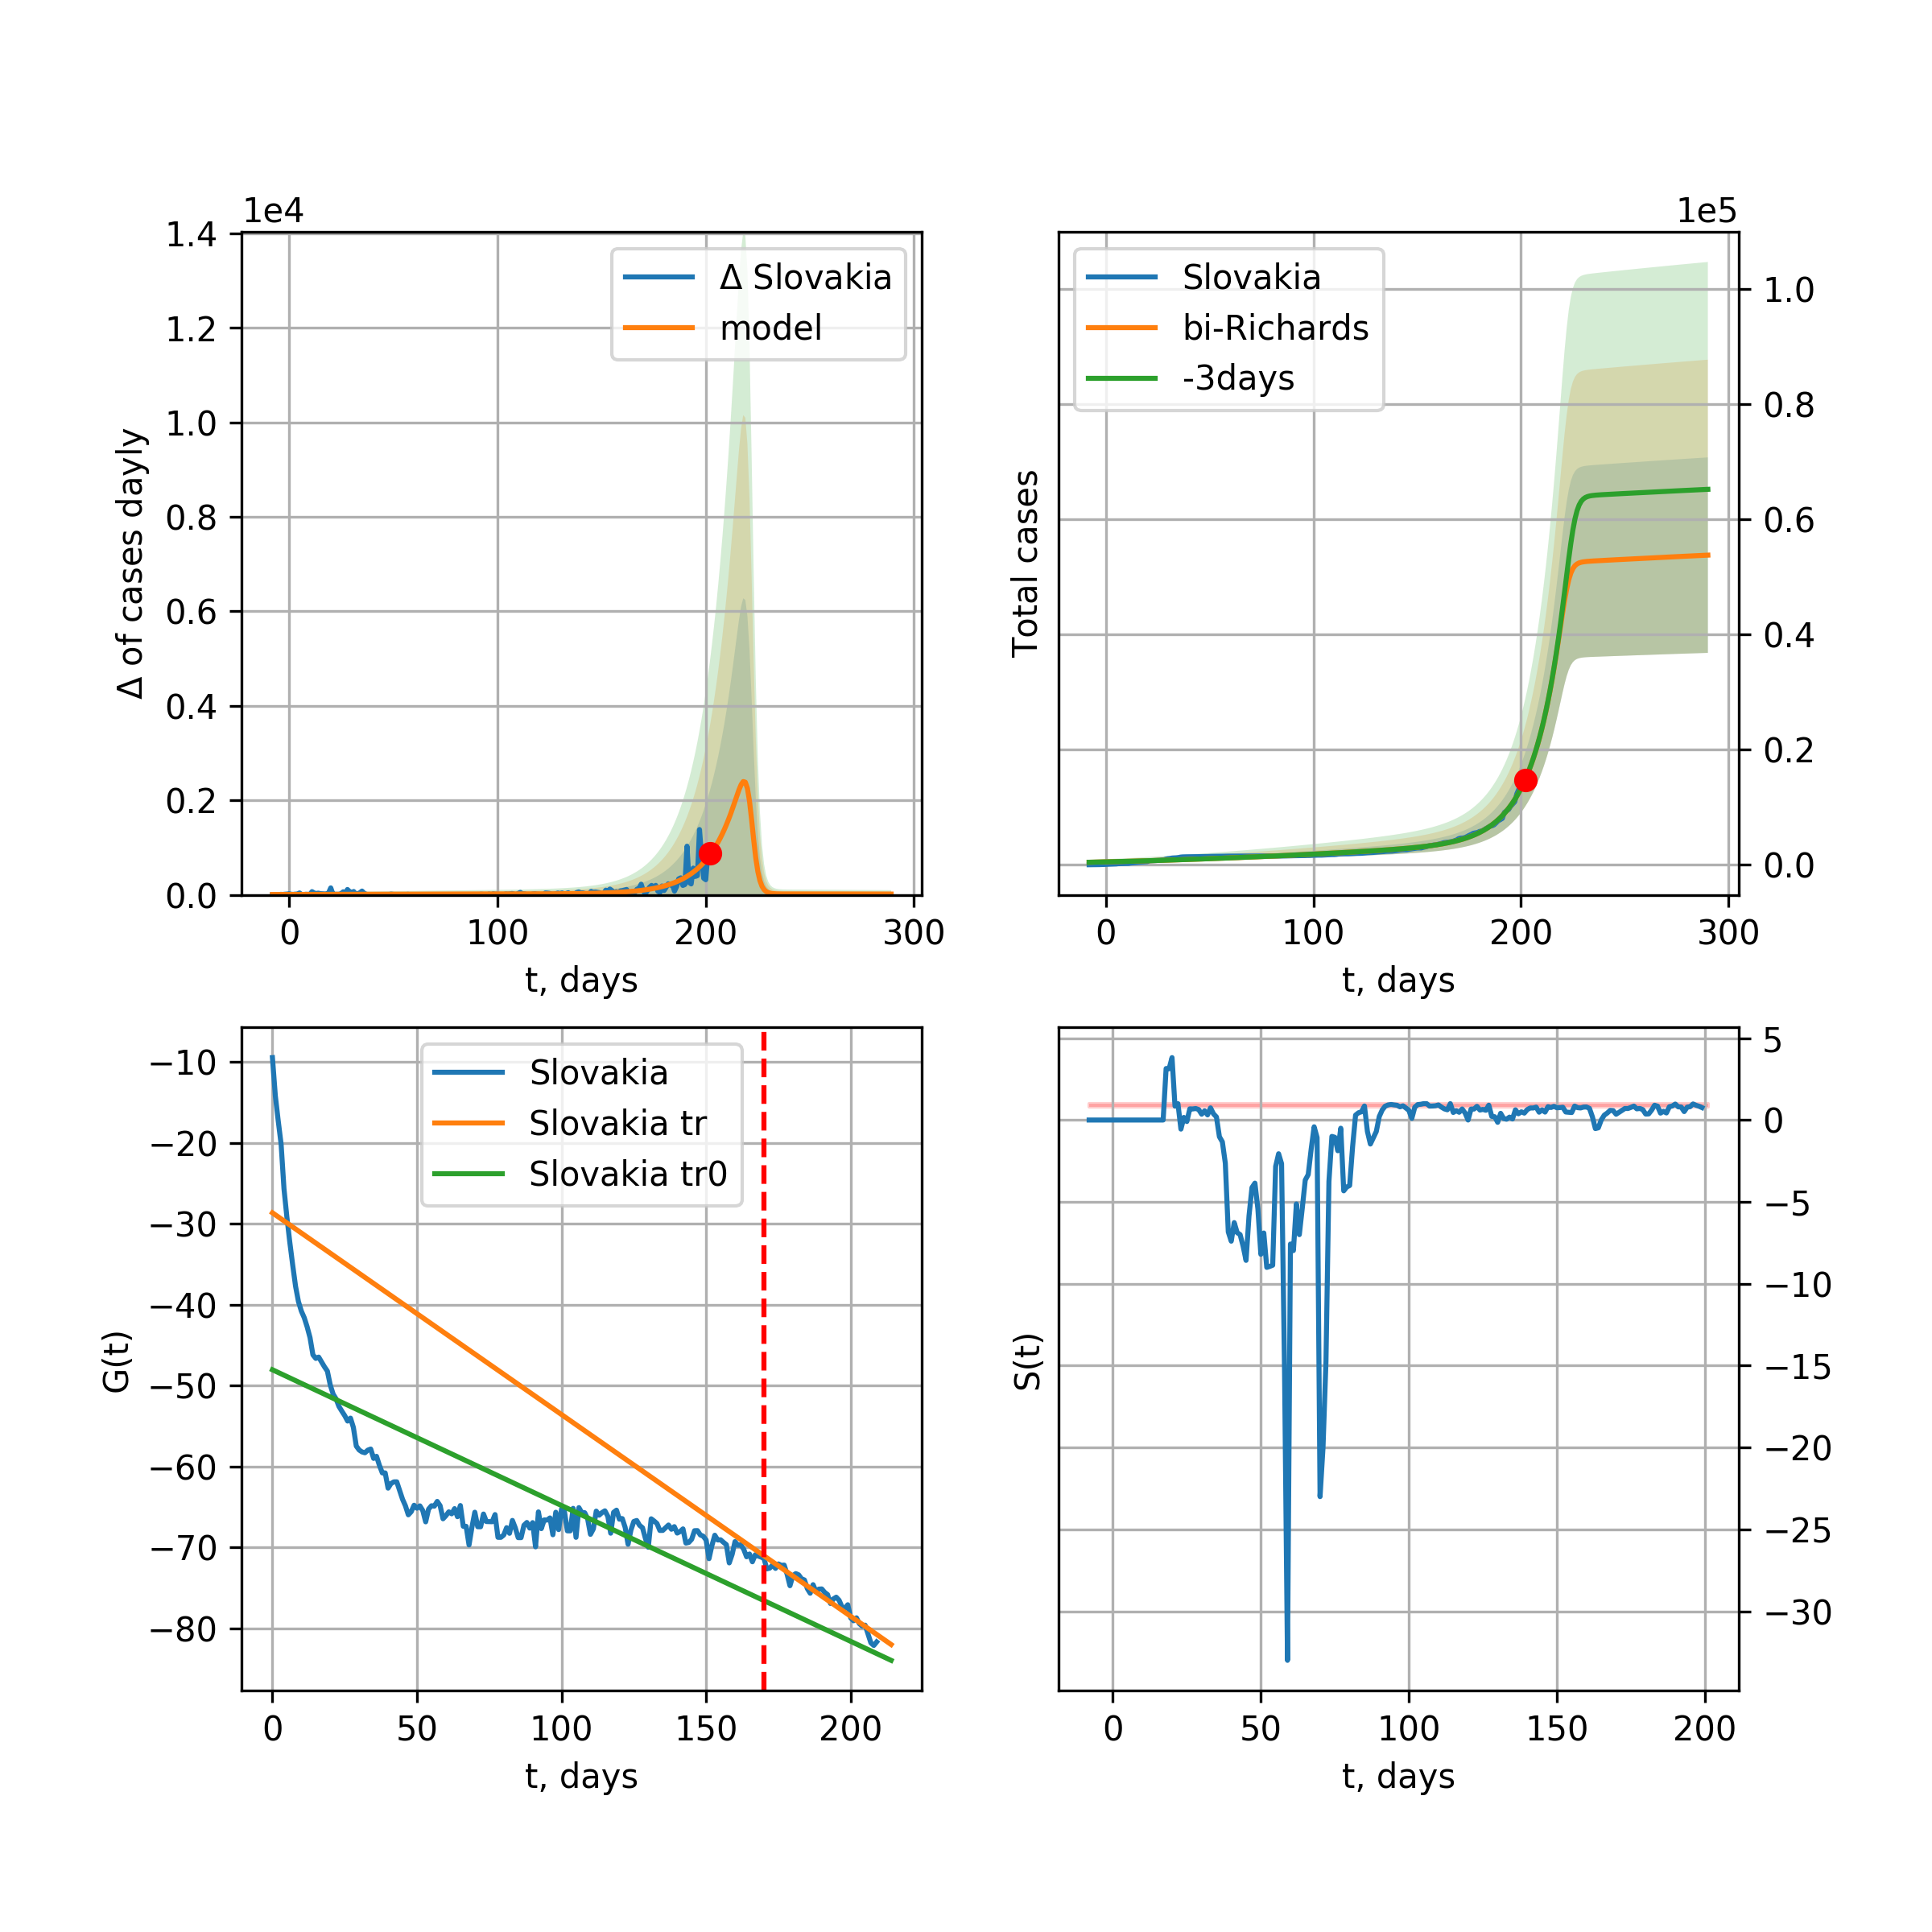 1e4
1.4
1.2
1.0
0.8
0.6
0.4
0.2
0.0
Δ of cases dayly
Δ Slovakia
model
0 100 200 300
t, days
1e5
Slovakia
bi-Richards
-3days
Total cases
1.0
0.8
0.6
0.4
0.2
0.0
0 100 200 300
t, days
−10
−20
−30
−40
−50
−60
−70
−80
G(t)
Slovakia
Slovakia tr
Slovakia tr0
0 50 100 150 200
t, days
S(t)
5
0
−5
−10
−15
−20
−25
−30
0 50 100 150 200
t, days